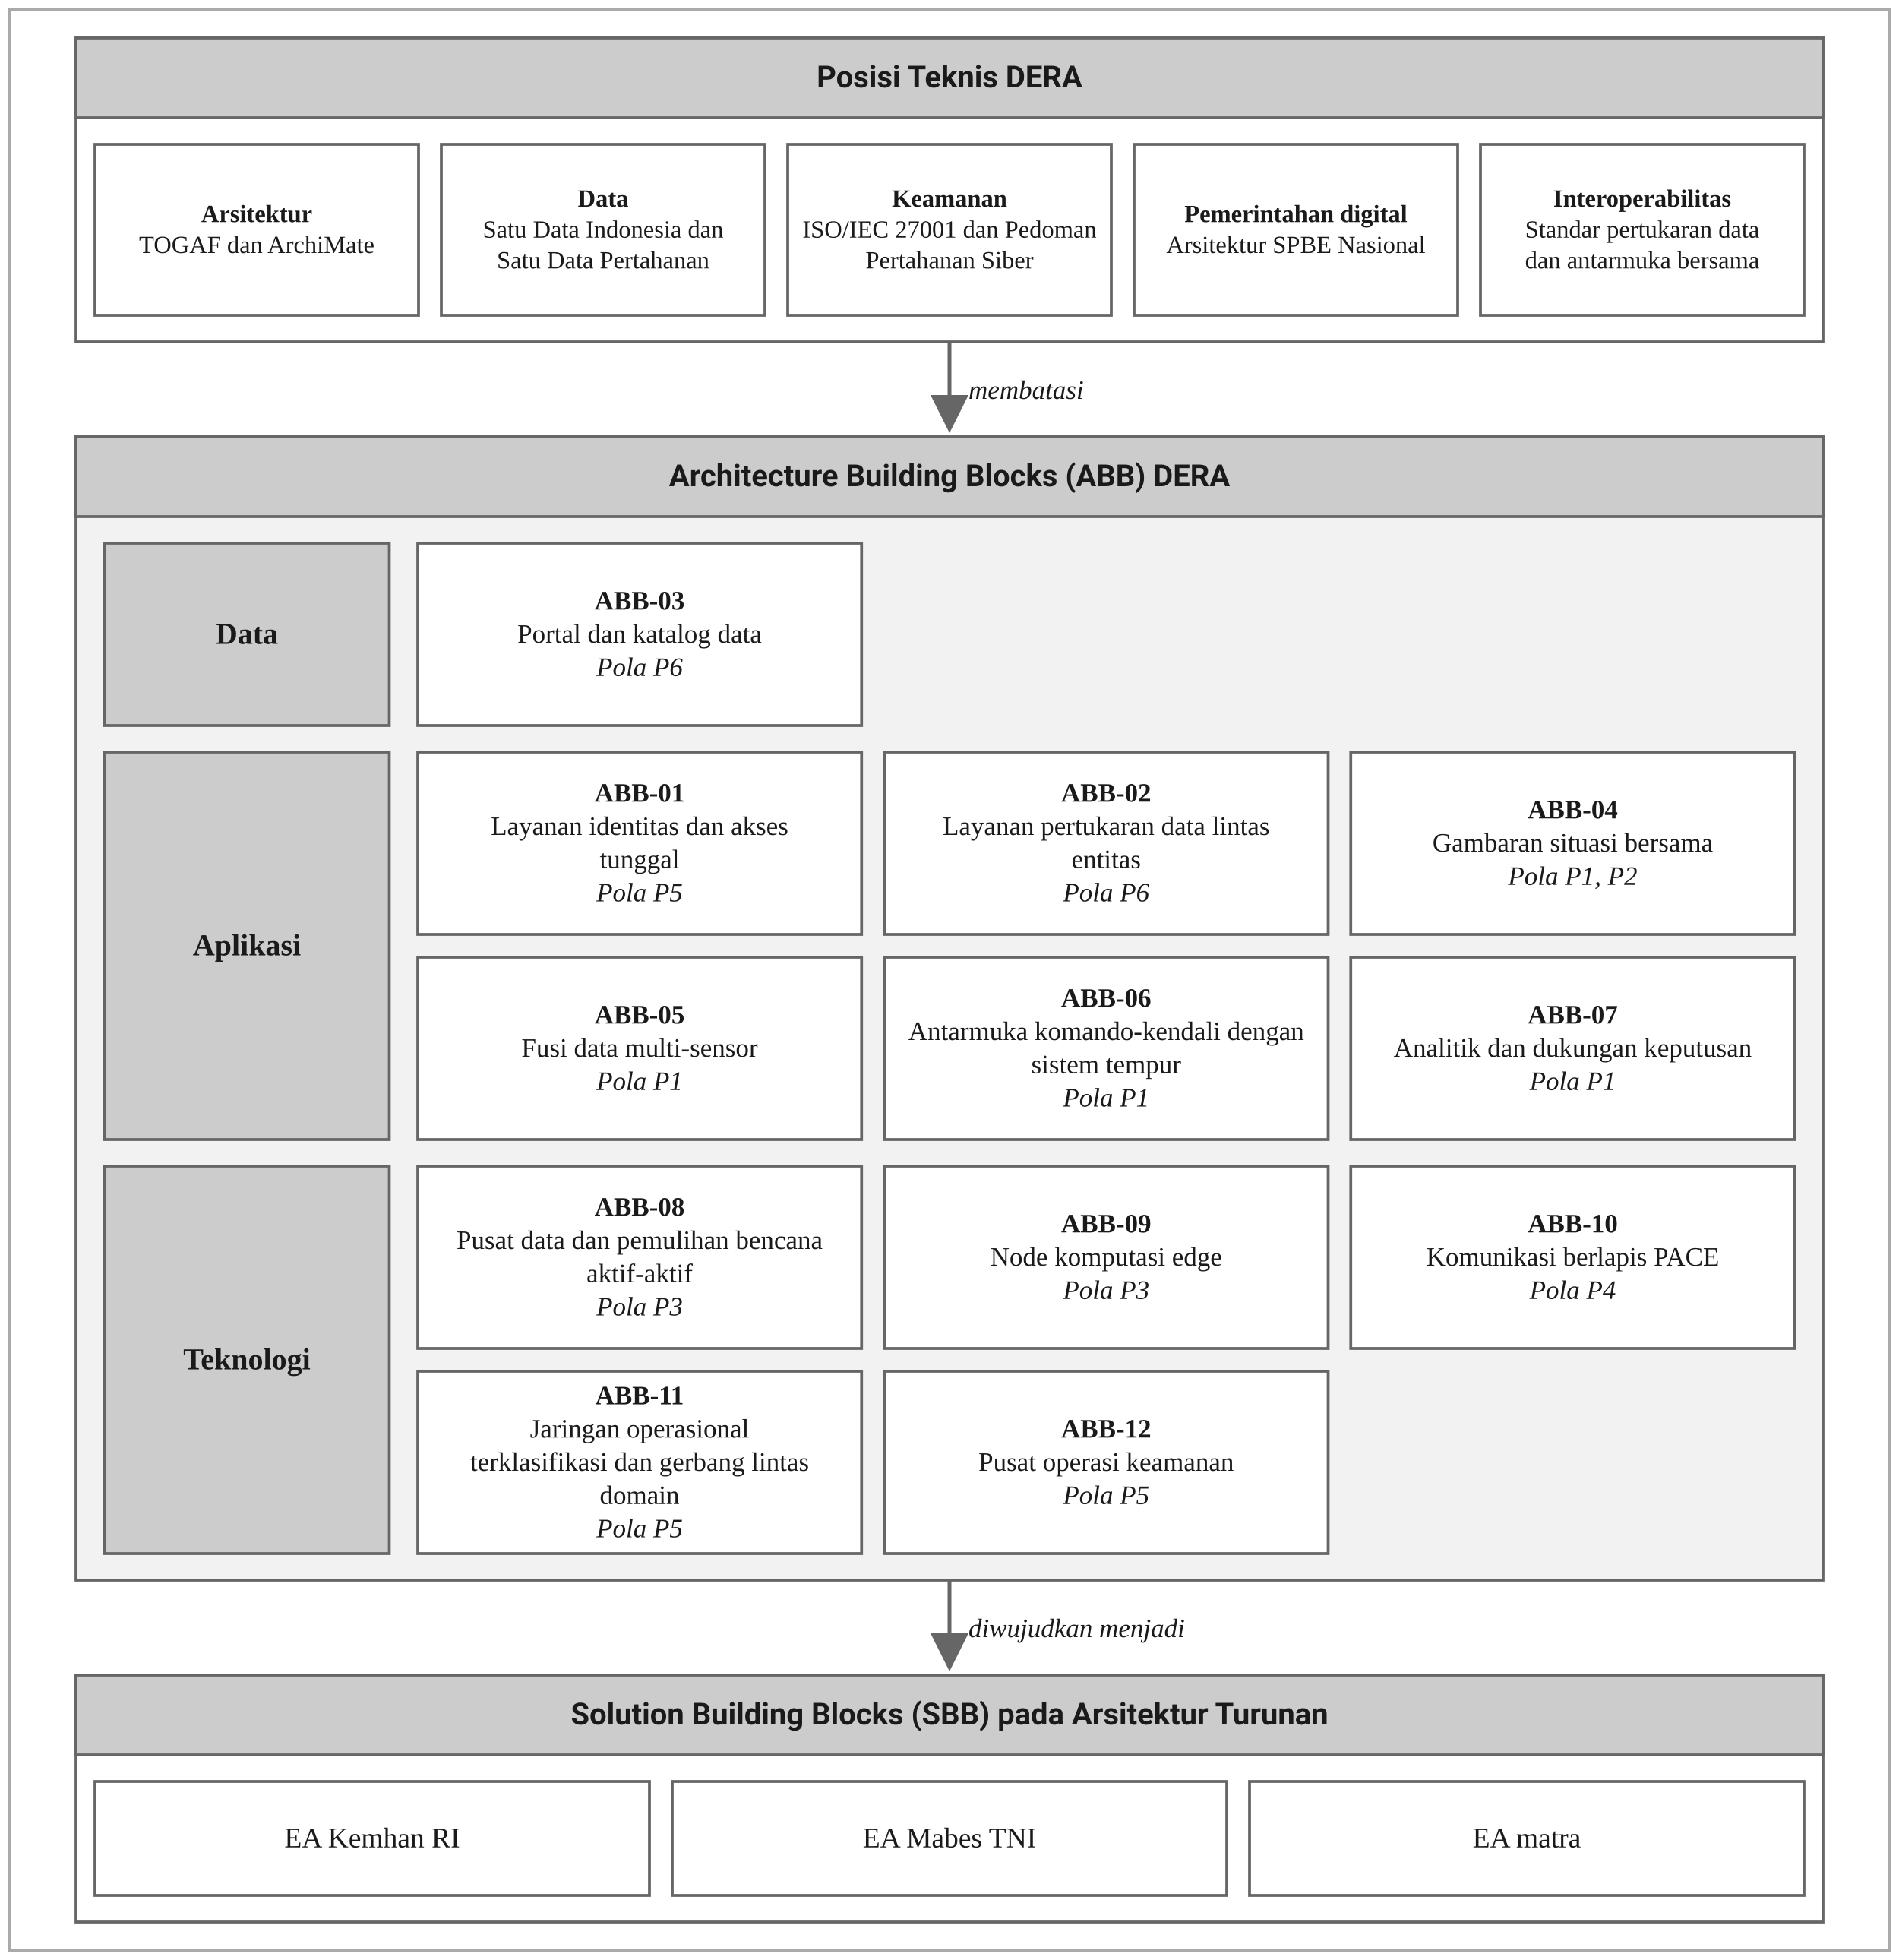 Posisi Teknis DERA
Arsitektur
TOGAF dan ArchiMate
Data
Satu Data Indonesia dan
Satu Data Pertahanan
Keamanan
ISO/IEC 27001 dan Pedoman
Pertahanan Siber
Pemerintahan digital
Arsitektur SPBE Nasional
Interoperabilitas
Standar pertukaran data
dan antarmuka bersama
membatasi
Architecture Building Blocks (ABB) DERA
Data
ABB-03
Portal dan katalog data
Pola P6
Aplikasi
ABB-01
Layanan identitas dan akses
tunggal
Pola P5
ABB-02
Layanan pertukaran data lintas
entitas
Pola P6
ABB-04
Gambaran situasi bersama
Pola P1, P2
ABB-05
Fusi data multi-sensor
Pola P1
ABB-06
Antarmuka komando-kendali dengan
sistem tempur
Pola P1
ABB-07
Analitik dan dukungan keputusan
Pola P1
Teknologi
ABB-08
Pusat data dan pemulihan bencana
aktif-aktif
Pola P3
ABB-09
Node komputasi edge
Pola P3
ABB-10
Komunikasi berlapis PACE
Pola P4
ABB-11
Jaringan operasional
terklasifikasi dan gerbang lintas
domain
Pola P5
ABB-12
Pusat operasi keamanan
Pola P5
diwujudkan menjadi
Solution Building Blocks (SBB) pada Arsitektur Turunan
EA Kemhan RI
EA Mabes TNI
EA matra